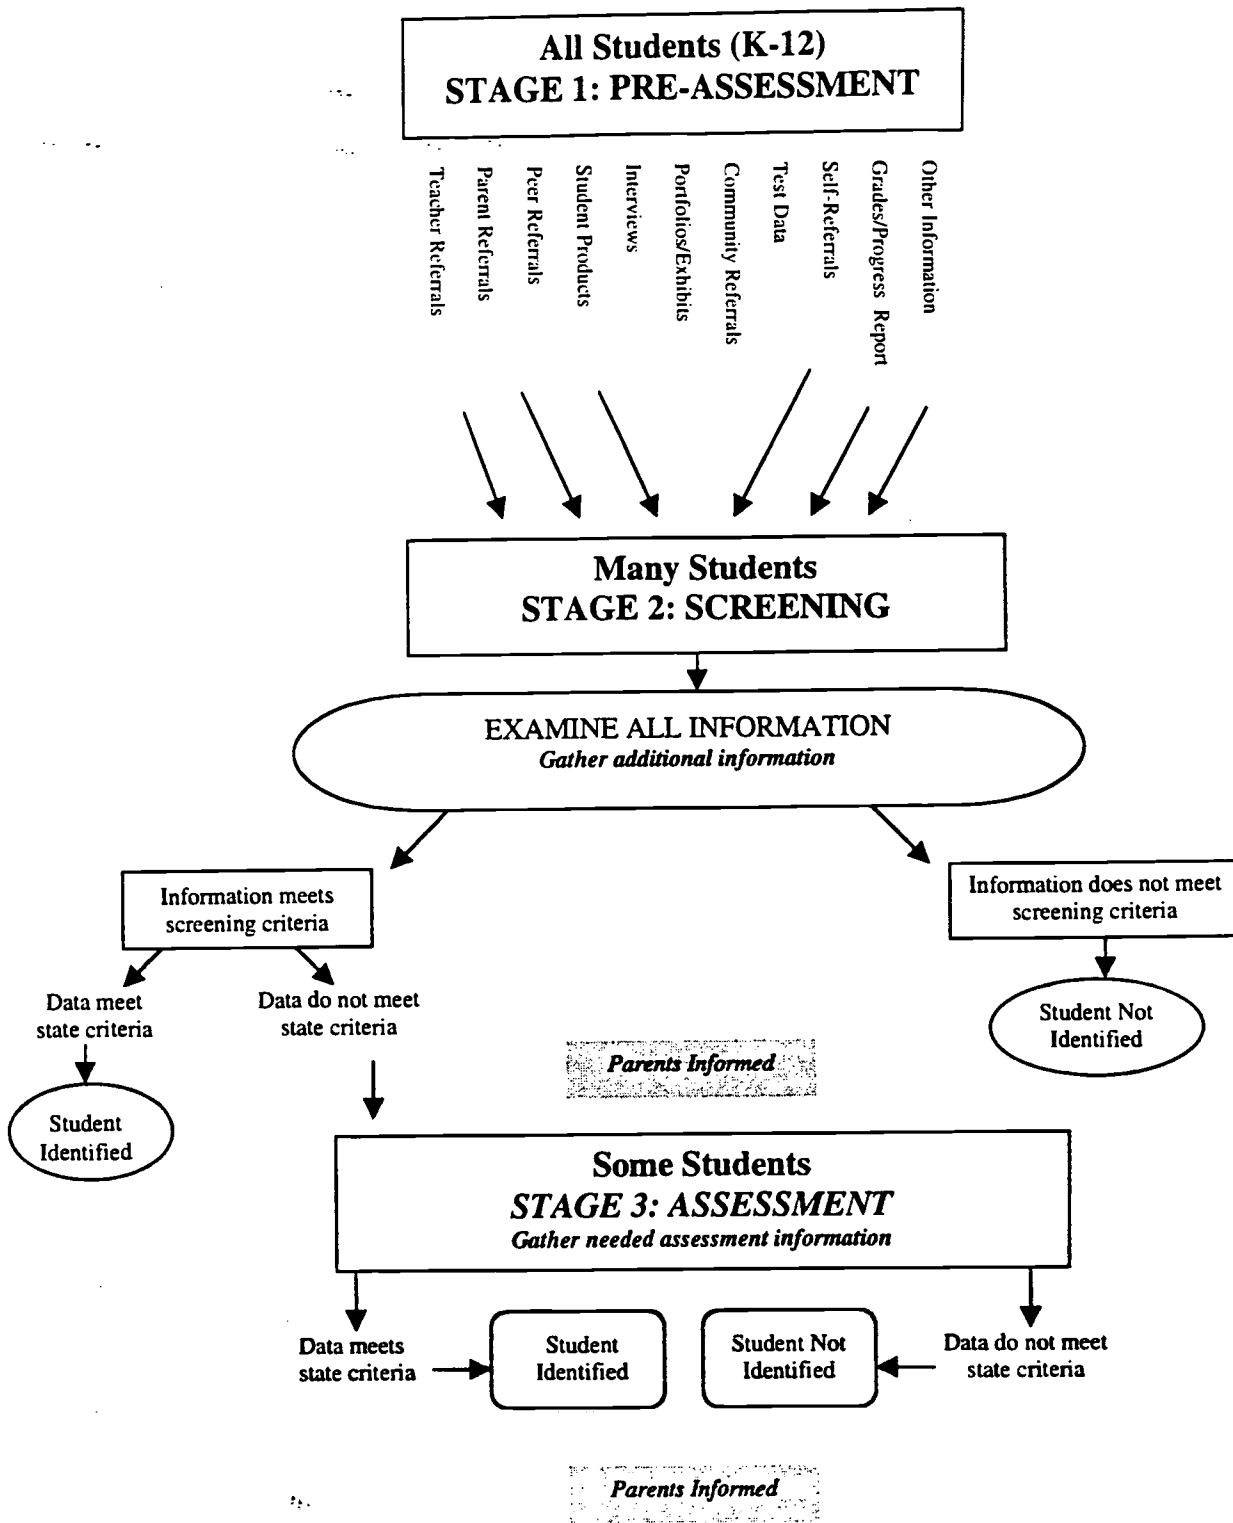 All Students (K-12)
STAGE 1: PRE-ASSESSMENT
Teacher Referrals
Parent Referrals
Peer Referrals
Student Products
Interviews
Portfolios/Exhibits
Community Referrals
Test Data
Self-Referrals
Grades/Progress Report
Other Information
Many Students
STAGE 2: SCREENING
EXAMINE ALL INFORMATION
Gather additional information
Information meets
screening criteria
Information does not meet
screening criteria
Data meet
state criteria
Data do not meet
state criteria
Student Not
Identified
Parents Informed
Student
Identified
Some Students
STAGE 3: ASSESSMENT
Gather needed assessment information
Data meets
state criteria
Student
Identified
Student Not
Identified
Data do not meet
state criteria
Parents Informed